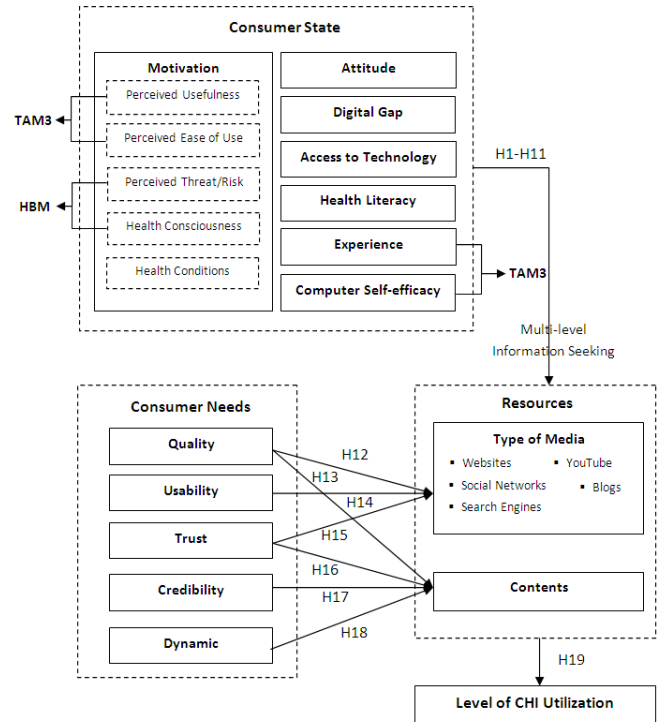 Consumer State
Motivation
Perceived Usefulness
Perceived Ease of Use
Perceived Threat/Risk
Health Consciousness
Health Conditions
TAM3
HBM
Attitude
Digital Gap
Access to Technology
Health Literacy
Experience
Computer Self-efficacy
TAM3
H1-H11
Multi-level
Information Seeking
Consumer Needs
Quality
Usability
Trust
Credibility
Dynamic
H12
H13
H14
H15
H16
H17
H18
Resources
Type of Media
▪ Websites
▪ YouTube
▪ Social Networks
▪ Blogs
▪ Search Engines
Contents
H19
Level of CHI Utilization